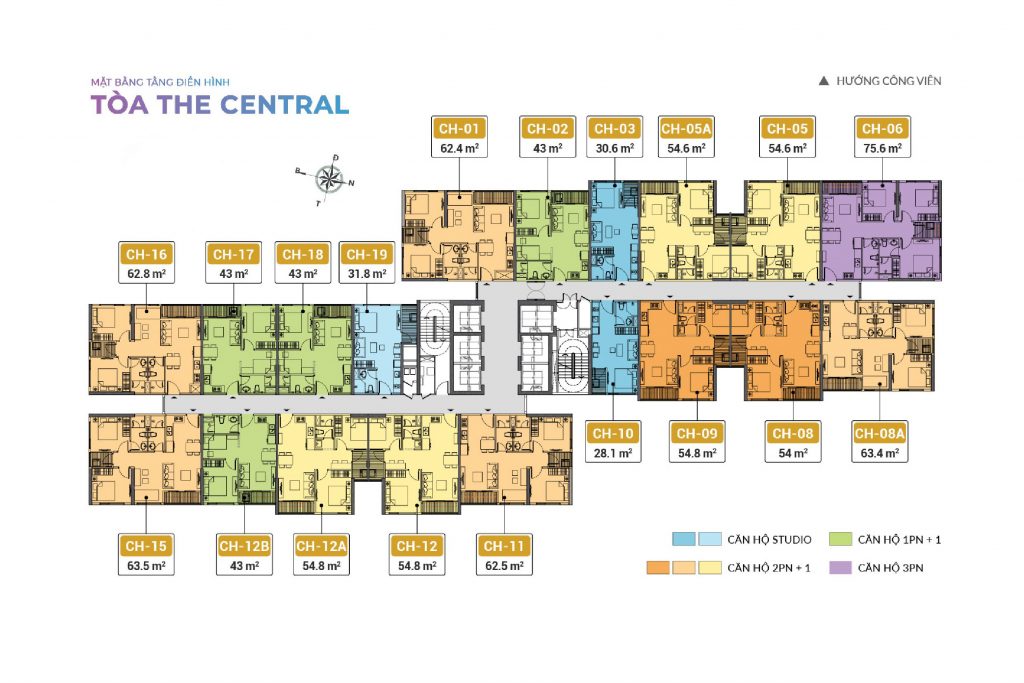 MẶT BẰNG TẦNG ĐIỂN HÌNH
TÒA THE CENTRAL
▲ HƯỚNG CÔNG VIÊN
Đ
B
N
T
CH-01
62.4 m²
CH-02
43 m²
CH-03
30.6 m²
CH-05A
54.6 m²
CH-05
54.6 m²
CH-06
75.6 m²
CH-16
62.8 m²
CH-17
43 m²
CH-18
43 m²
CH-19
31.8 m²
CH-10
28.1 m²
CH-09
54.8 m²
CH-08
54 m²
CH-08A
63.4 m²
CH-15
63.5 m²
CH-12B
43 m²
CH-12A
54.8 m²
CH-12
54.8 m²
CH-11
62.5 m²
CĂN HỘ STUDIO
CĂN HỘ 1PN + 1
CĂN HỘ 2PN + 1
CĂN HỘ 3PN